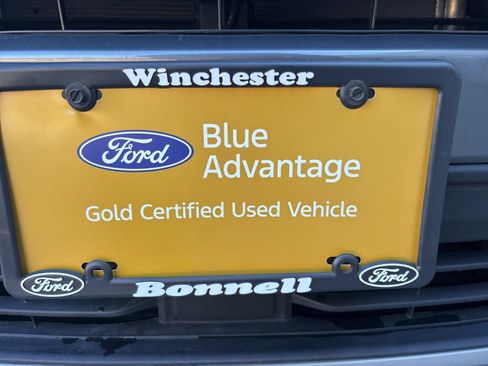 Winchester
Ford
Blue
Advantage
Gold Certified Used Vehicle
Ford
Bonnell
Ford